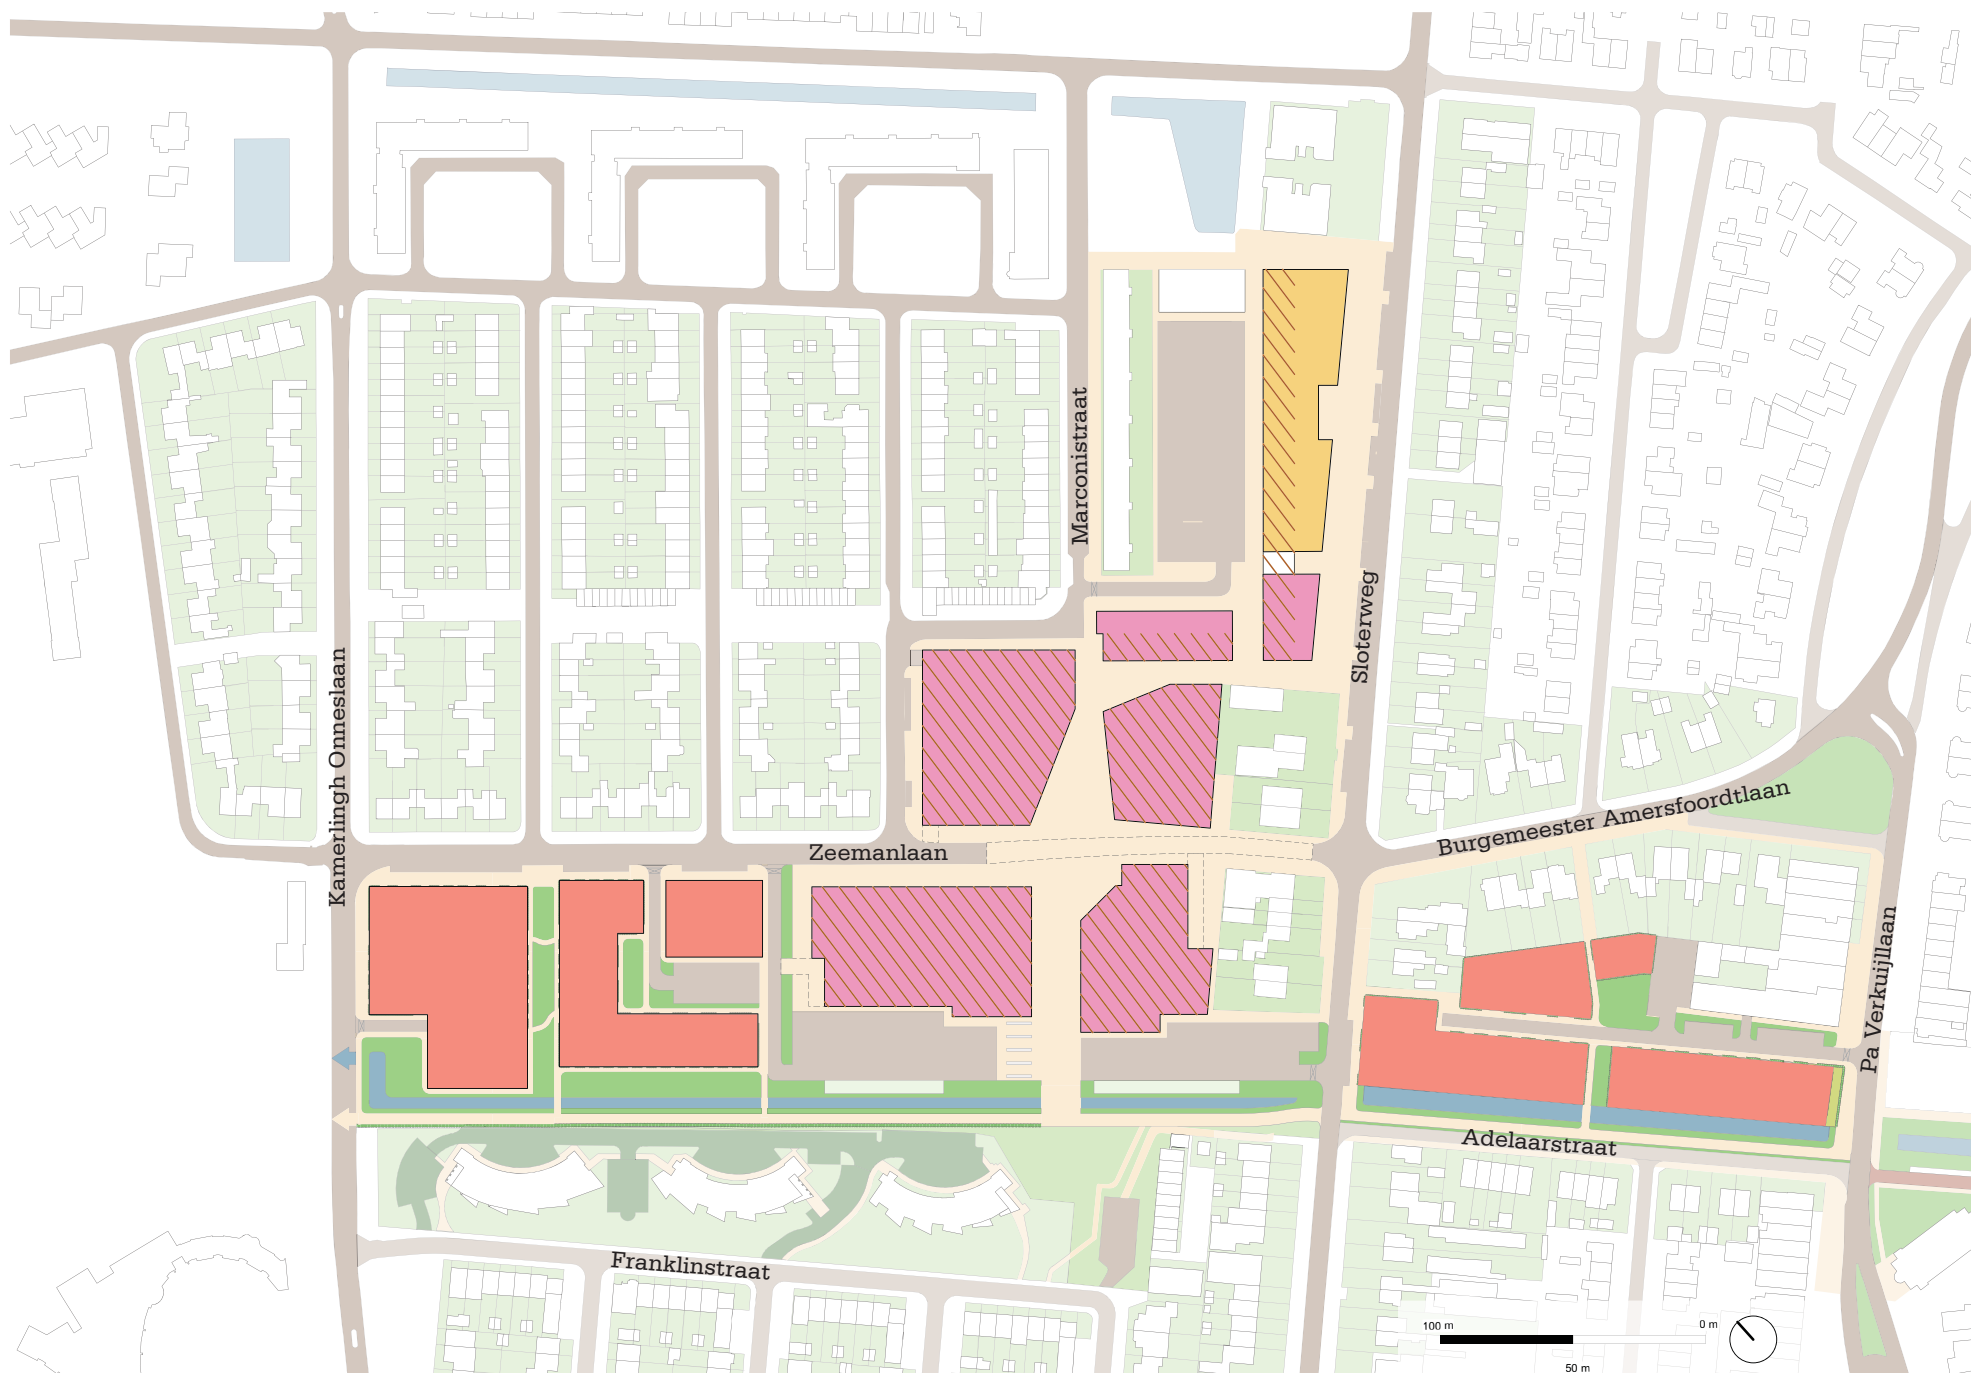 Marconistraat
Sloterweg
Kamerlingh Onneslaan
Zeemanlaan
Burgemeester Amersfoordtlaan
Pa Verkuijllaan
Adelaarstraat
Franklinstraat
100 m
0 m
50 m